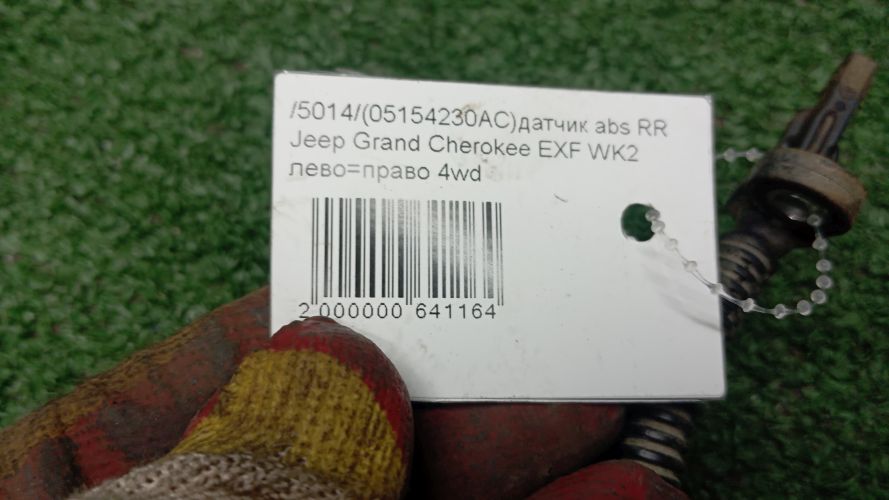 /5014/(05154230AC)датчик abs RR
Jeep Grand Cherokee EXF WK2
лево=право 4wd
2 000000 641164